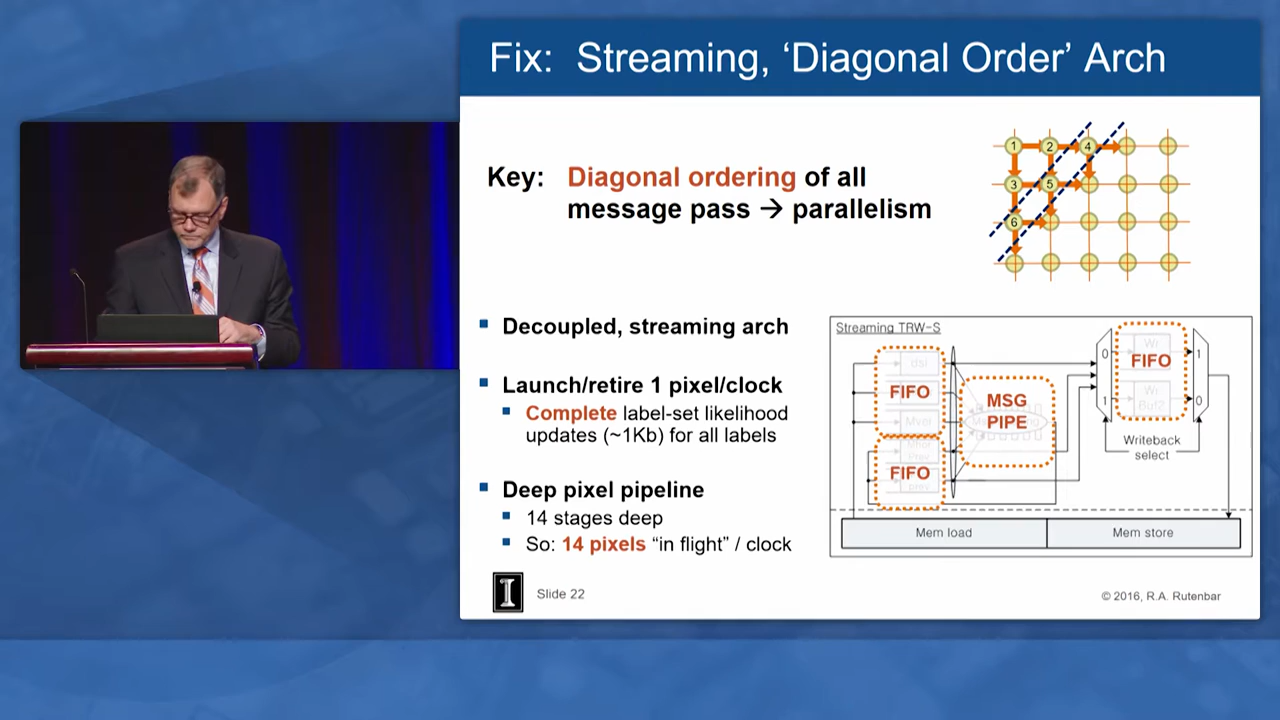 Fix: Streaming, ‘Diagonal Order’ Arch
Key: Diagonal ordering of all
message pass → parallelism
1 2 4
3 5
6
▪ Decoupled, streaming arch
▪ Launch/retire 1 pixel/clock
▪ Complete label-set likelihood
updates (~1Kb) for all labels
▪ Deep pixel pipeline
▪ 14 stages deep
▪ So: 14 pixels “in flight” / clock
Streaming TRW-S
FIFO
FIFO
MSG
PIPE
0
1
FIFO
1
0
Writeback
select
Mem load
Mem store
I
Slide 22
© 2016, R.A. Rutenbar